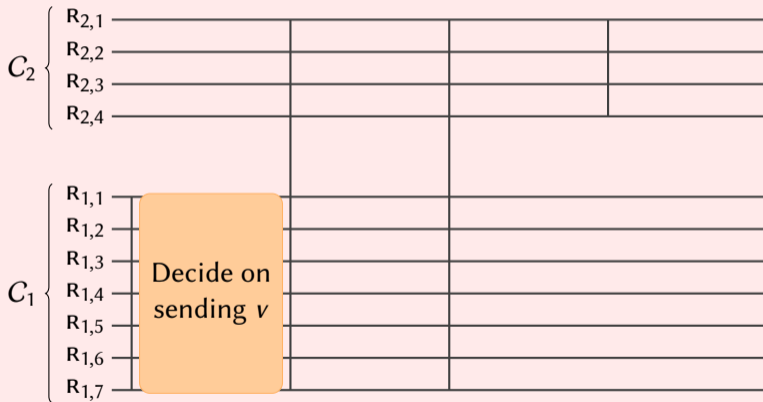 C₂
R₂,₁
R₂,₂
R₂,₃
R₂,₄
C₁
R₁,₁
R₁,₂
R₁,₃
R₁,₄
R₁,₅
R₁,₆
R₁,₇
Decide on
sending v